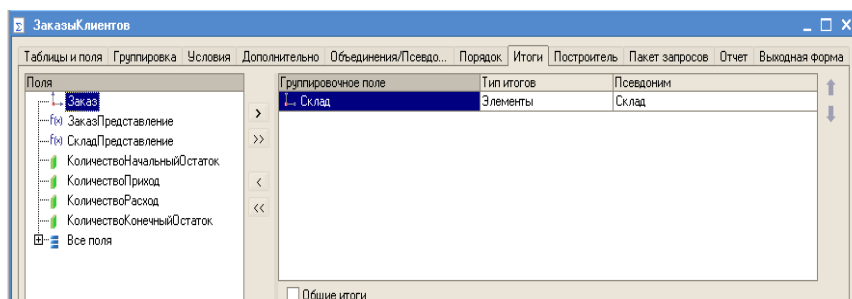 ЗаказыКлиентов
Таблицы и поля Группировка Условия Дополнительно Объединения/Псевдо... Порядок Итоги Построитель Пакет запросов Отчет Выходная форма
Поля
Группировочное поле Тип итогов Псевдоним
Заказ
Склад Элементы Склад
f(x) ЗаказПредставление
f(x) СкладПредставление
КоличествоНачальныйОстаток
КоличествоПриход
КоличествоРасход
КоличествоКонечныйОстаток
Все поля
Общие итоги